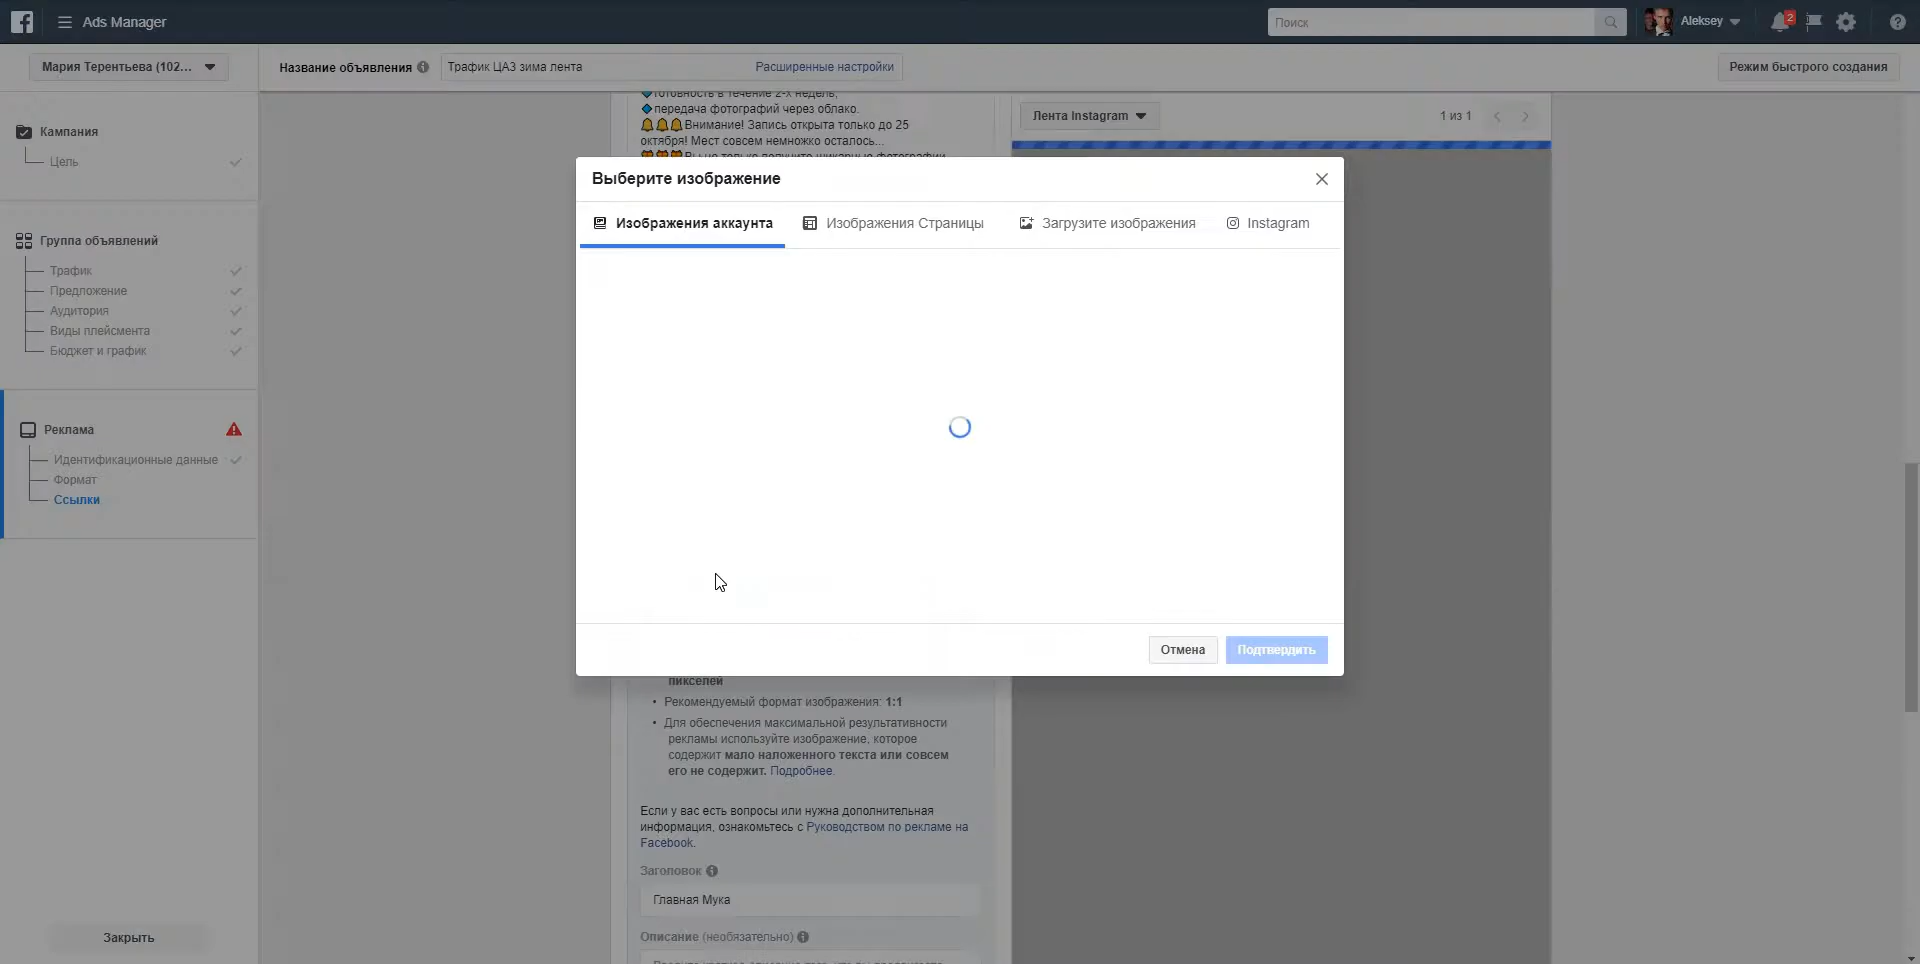 Ads Manager
Поиск
Aleksey
2
Мария Терентьева (102...
Название объявления
Трафик ЦАЗ зима лента
Расширенные настройки
Режим быстрого создания
Кампания
Цель
Группа объявлений
Трафик
Предложение
Аудитория
Виды плейсмента
Бюджет и график
Реклама
Идентификационные данные
Формат
Ссылки
Закрыть
готовность в течение 2-х недель;
передача фотографий через облако.
Внимание! Запись открыта только до 25
октября! Мест совсем немножко осталось...
Лента Instagram
1 из 1
Выберите изображение
Изображения аккаунта
Изображения Страницы
Загрузите изображения
Instagram
Отмена
Подтвердить
пикселей
• Рекомендуемый формат изображения: 1:1
• Для обеспечения максимальной результативности
рекламы используйте изображение, которое
содержит мало наложенного текста или совсем
его не содержит. Подробнее.
Если у вас есть вопросы или нужна дополнительная
информация, ознакомьтесь с Руководством по рекламе на
Facebook.
Заголовок
Главная Мука
Описание (необязательно)